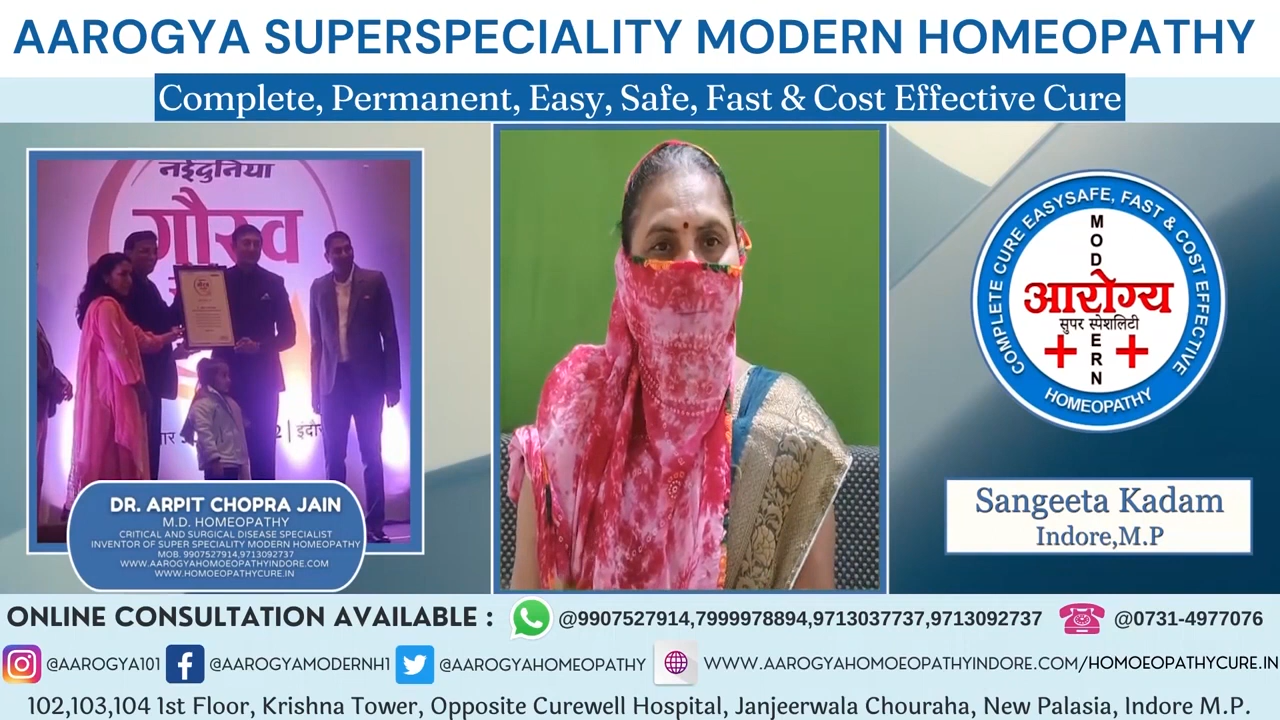 AAROGYA SUPERSPECIALITY MODERN HOMEOPATHY
Complete, Permanent, Easy, Safe, Fast & Cost Effective Cure
नईदुनिया
गौरव
DR. ARPIT CHOPRA JAIN
M.D. HOMEOPATHY
CRITICAL AND SURGICAL DISEASE SPECIALIST
INVENTOR OF SUPER SPECIALITY MODERN HOMEOPATHY
MOB. 9907527914,9713092737
WWW.AAROGYAHOMOEOPATHYINDORE.COM
WWW.HOMOEOPATHYCURE.IN
COMPLETE CURE EASYSAFE, FAST & COST EFFECTIVE
MODERN
आरोग्य
सुपर स्पेशलिटी
HOMEOPATHY
Sangeeta Kadam
Indore,M.P
ONLINE CONSULTATION AVAILABLE : @9907527914,7999978894,9713037737,9713092737 @0731-4977076
@AAROGYA101 @AAROGYAMODERNH1 @AAROGYAHOMEOPATHY WWW.AAROGYAHOMOEOPATHYINDORE.COM/HOMOEOPATHYCURE.IN
102,103,104 1st Floor, Krishna Tower, Opposite Curewell Hospital, Janjeerwala Chouraha, New Palasia, Indore M.P.